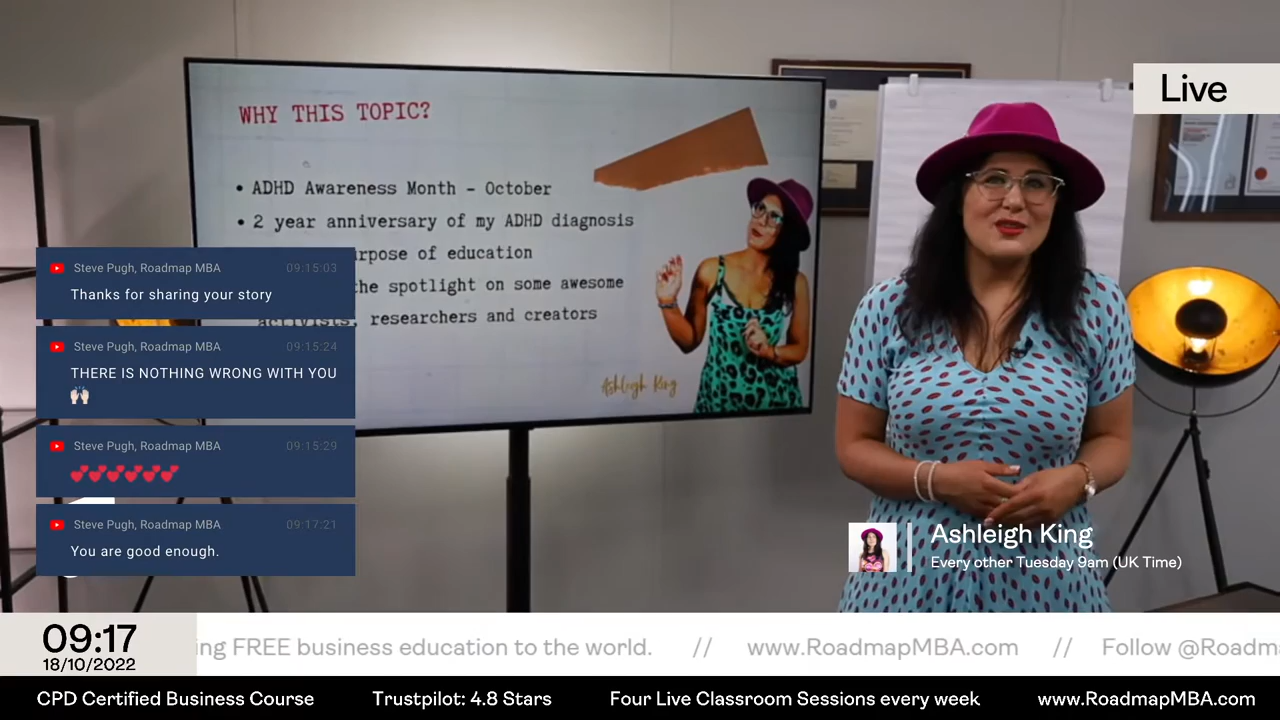 Live
WHY THIS TOPIC?
• ADHD Awareness Month - October
• 2 year anniversary of my ADHD diagnosis
of education
the spotlight on some awesome
activists, researchers and creators
Ashleigh King
Steve Pugh, Roadmap MBA 09:15:03
Thanks for sharing your story
Steve Pugh, Roadmap MBA 09:15:24
THERE IS NOTHING WRONG WITH YOU
Steve Pugh, Roadmap MBA 09:15:29
Steve Pugh, Roadmap MBA 09:17:21
You are good enough.
Ashleigh King
Every other Tuesday 9am (UK Time)
09:17
18/10/2022
ing FREE business education to the world. // www.RoadmapMBA.com // Follow @Roadm
CPD Certified Business Course Trustpilot: 4.8 Stars Four Live Classroom Sessions every week www.RoadmapMBA.com